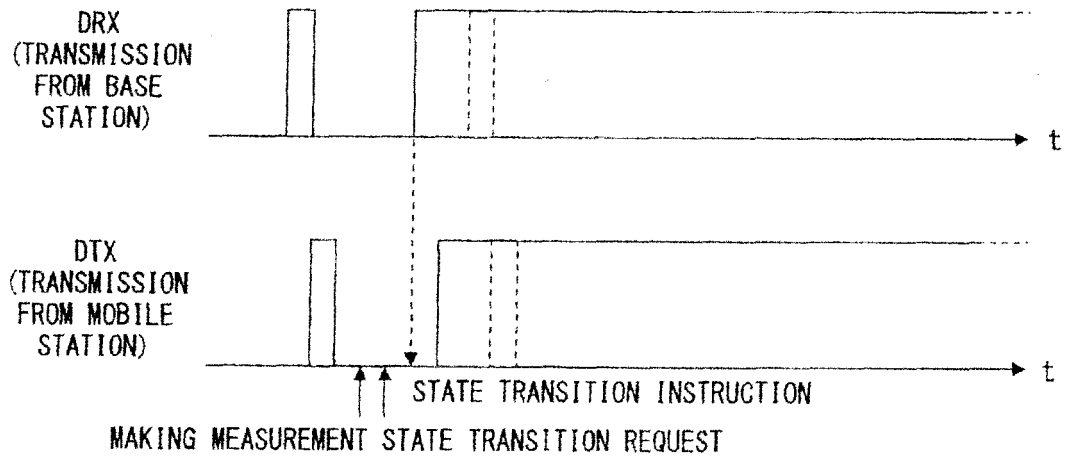 DRX
(TRANSMISSION
FROM BASE
STATION)
t
DTX
(TRANSMISSION
FROM MOBILE
STATION)
t
STATE TRANSITION INSTRUCTION
MAKING MEASUREMENT STATE TRANSITION REQUEST